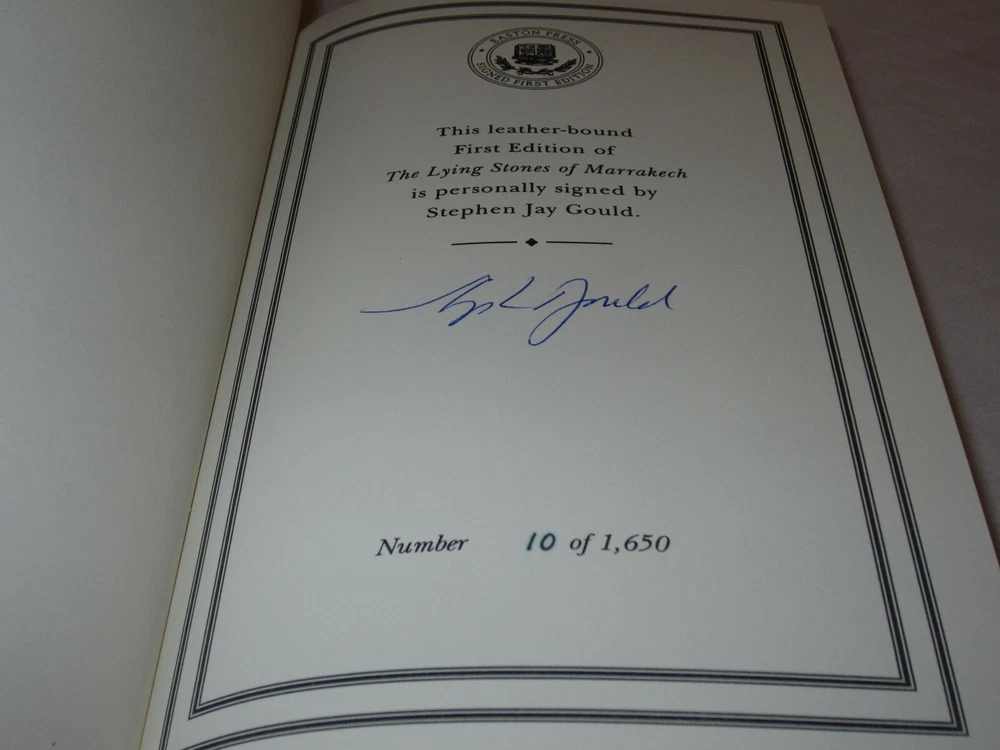 EASTON PRESS
SIGNED FIRST EDITION
This leather-bound
First Edition of
The Lying Stones of Marrakech
is personally signed by
Stephen Jay Gould.
Number 10 of 1,650